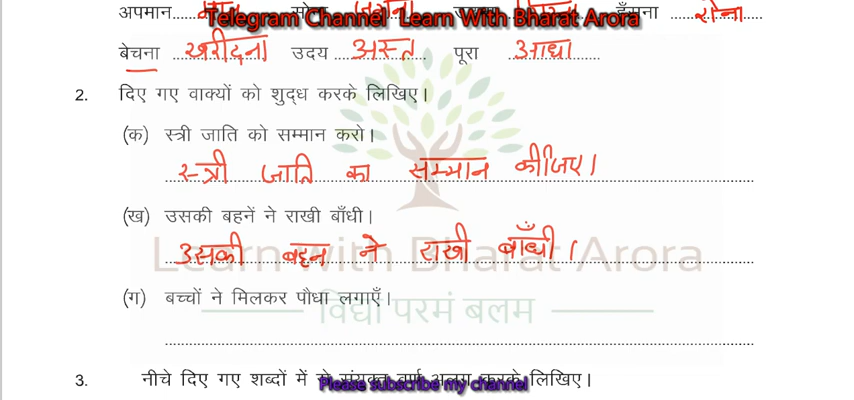 अपमान मान सोना हँसना रोना
Telegram Channel Learn With Bharat Arora
बेचना खरीदना उदय अस्त पूरा आधा
2. दिए गए वाक्यों को शुद्ध करके लिखिए।
(क) स्त्री जाति को सम्मान करो।
स्त्री जाति का सम्मान कीजिए।
(ख) उसकी बहनें ने राखी बाँधी।
उसकी बहन ने राखी बाँधी।
Learn with Bharat Arora
(ग) बच्चों ने मिलकर पौधा लगाएँ।
विद्या परमं बलम
3. नीचे दिए गए शब्दों में से संयुक्त वर्ण अलग करके लिखिए।
Please subscribe my channel